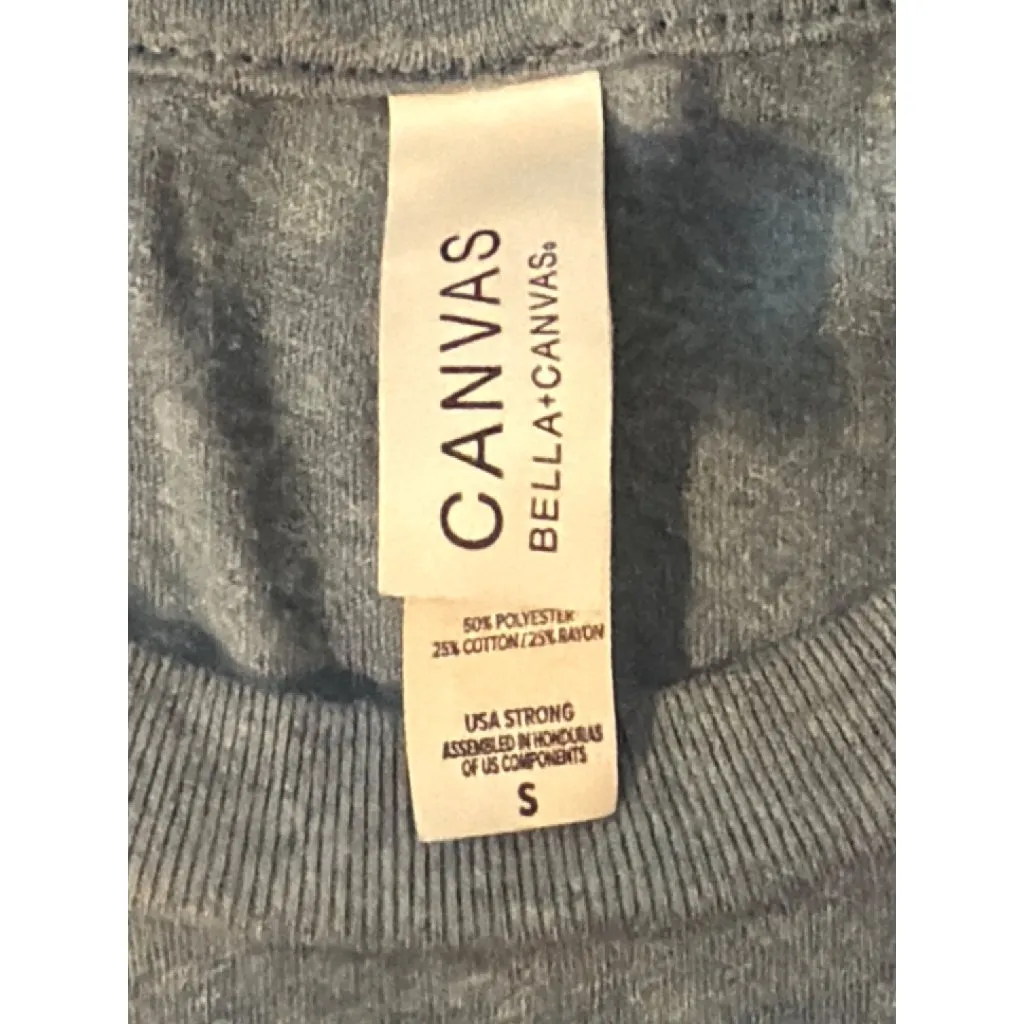 CANVAS
BELLA+CANVAS®
50% POLYESTER
25% COTTON/25% RAYON
USA STRONG
ASSEMBLED IN HONDURAS
OF US COMPONENTS
S